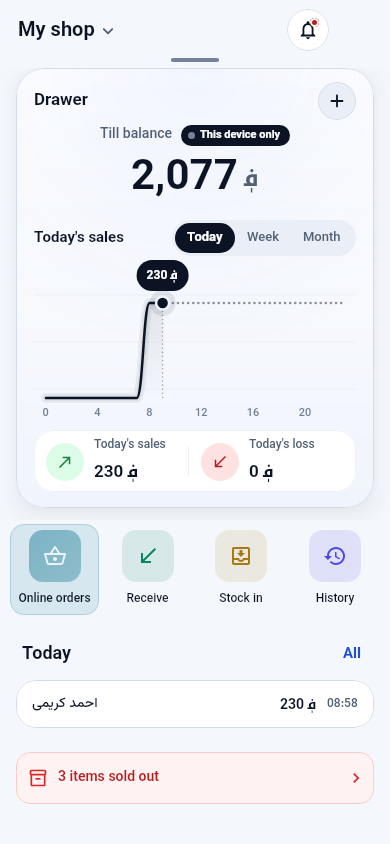 My shop
Drawer
Till balance
This device only
2,077 ؋
Today's sales
Today Week Month
230 ؋
0 4 8 12 16 20
Today's sales
230 ؋
Today's loss
0 ؋
Online orders
Receive
Stock in
History
Today
All
احمد کریمی
230 ؋ 08:58
3 items sold out